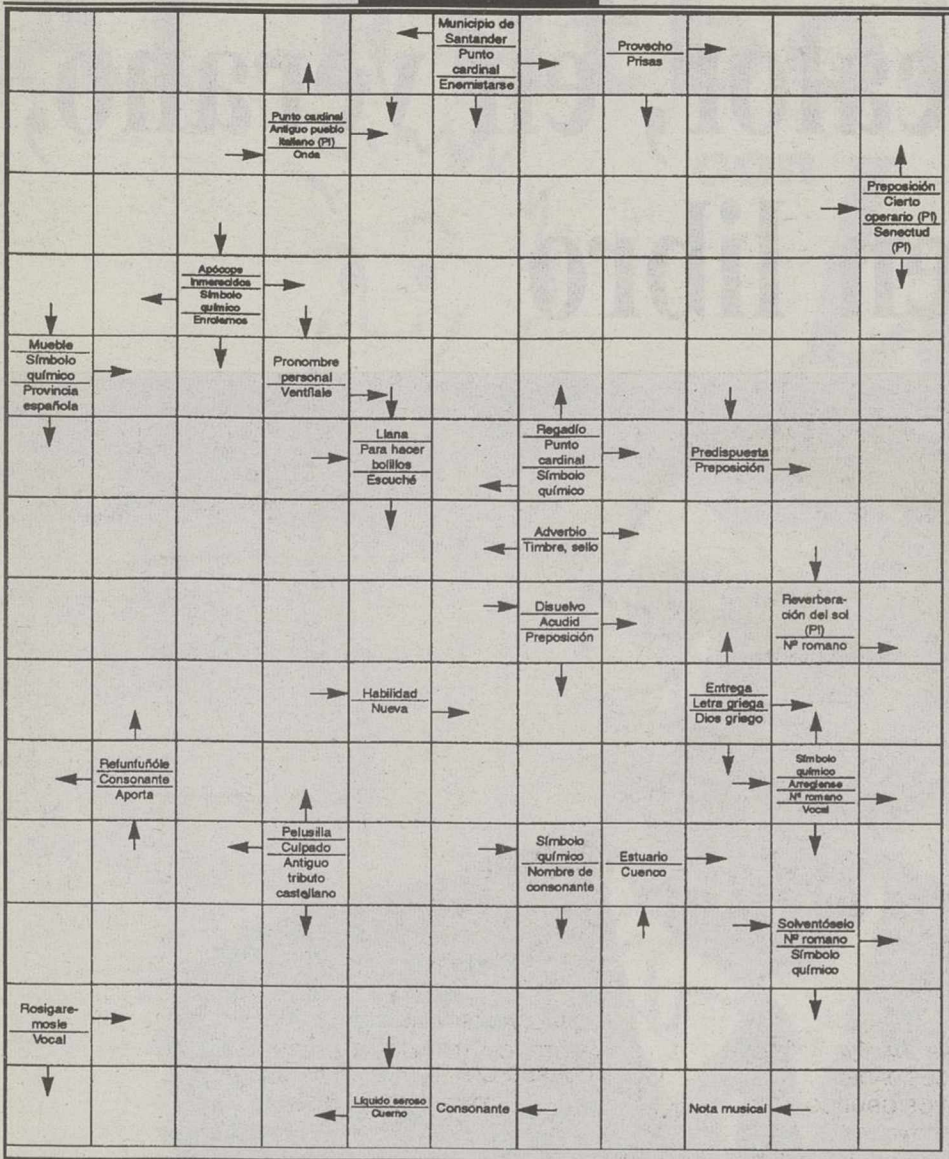 Municipio de
Santander
Punto
cardinal
Enemistarse
Provecho
Prisas
Punto cardinal
Antiguo pueblo
italiano (Pl)
Onda
Preposición
Cierto
operario (Pl)
Senectud
(Pl)
Apócope
Inmerecidos
Símbolo
químico
Enrolemos
Mueble
Símbolo
químico
Provincia
española
Pronombre
personal
Ventílale
Llana
Para hacer
bolillos
Escuché
Regadío
Punto
cardinal
Símbolo
químico
Predispuesta
Preposición
Adverbio
Timbre, sello
Disuelvo
Acudid
Preposición
Reverbera-
ción del sol
(Pl)
Nº romano
Habilidad
Nueva
Entrega
Letra griega
Dios griego
Refunfuñóle
Consonante
Aporta
Símbolo
químico
Arreglense
Nº romano
Vocal
Pelusilla
Culpado
Antiguo
tributo
castellano
Símbolo
químico
Nombre de
consonante
Estuario
Cuenco
Solventóselo
Nº romano
Símbolo
químico
Rosigare-
mosle
Vocal
Líquido seroso
Cuerno
Consonante
Nota musical